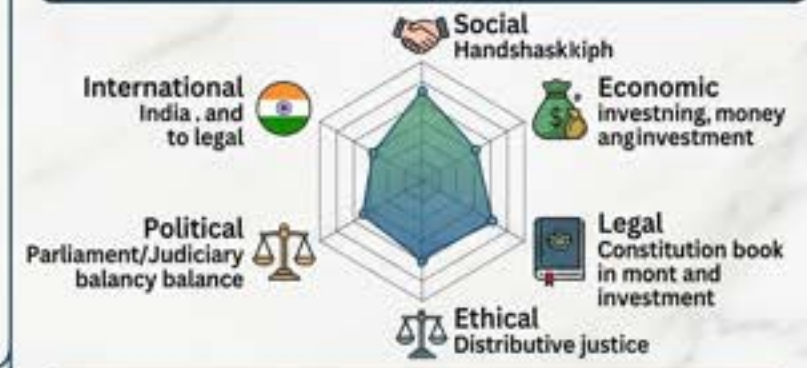 Social
Handshaskkiph
International
India . and
to legal
Economic
investning, money
anginvestment
Political
Parliament/Judiciary
balancy balance
Legal
Constitution book
in mont and
investment
Ethical
Distributive justice